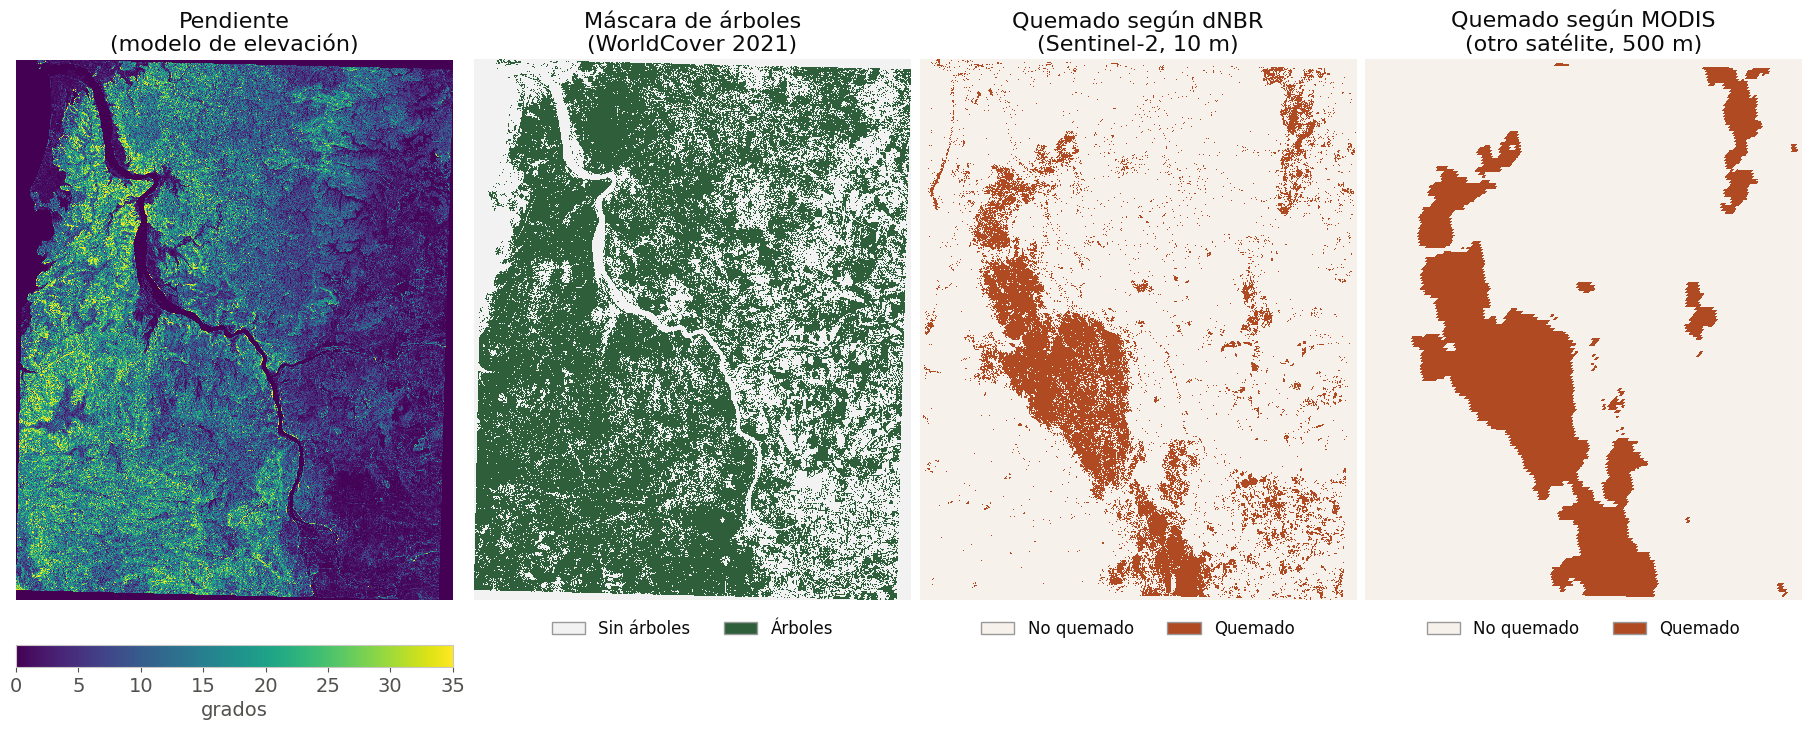 Pendiente
(modelo de elevación)
Máscara de árboles
(WorldCover 2021)
Quemado según dNBR
(Sentinel-2, 10 m)
Quemado según MODIS
(otro satélite, 500 m)
Sin árboles
Árboles
No quemado
Quemado
No quemado
Quemado
0 5 10 15 20 25 30 35
grados